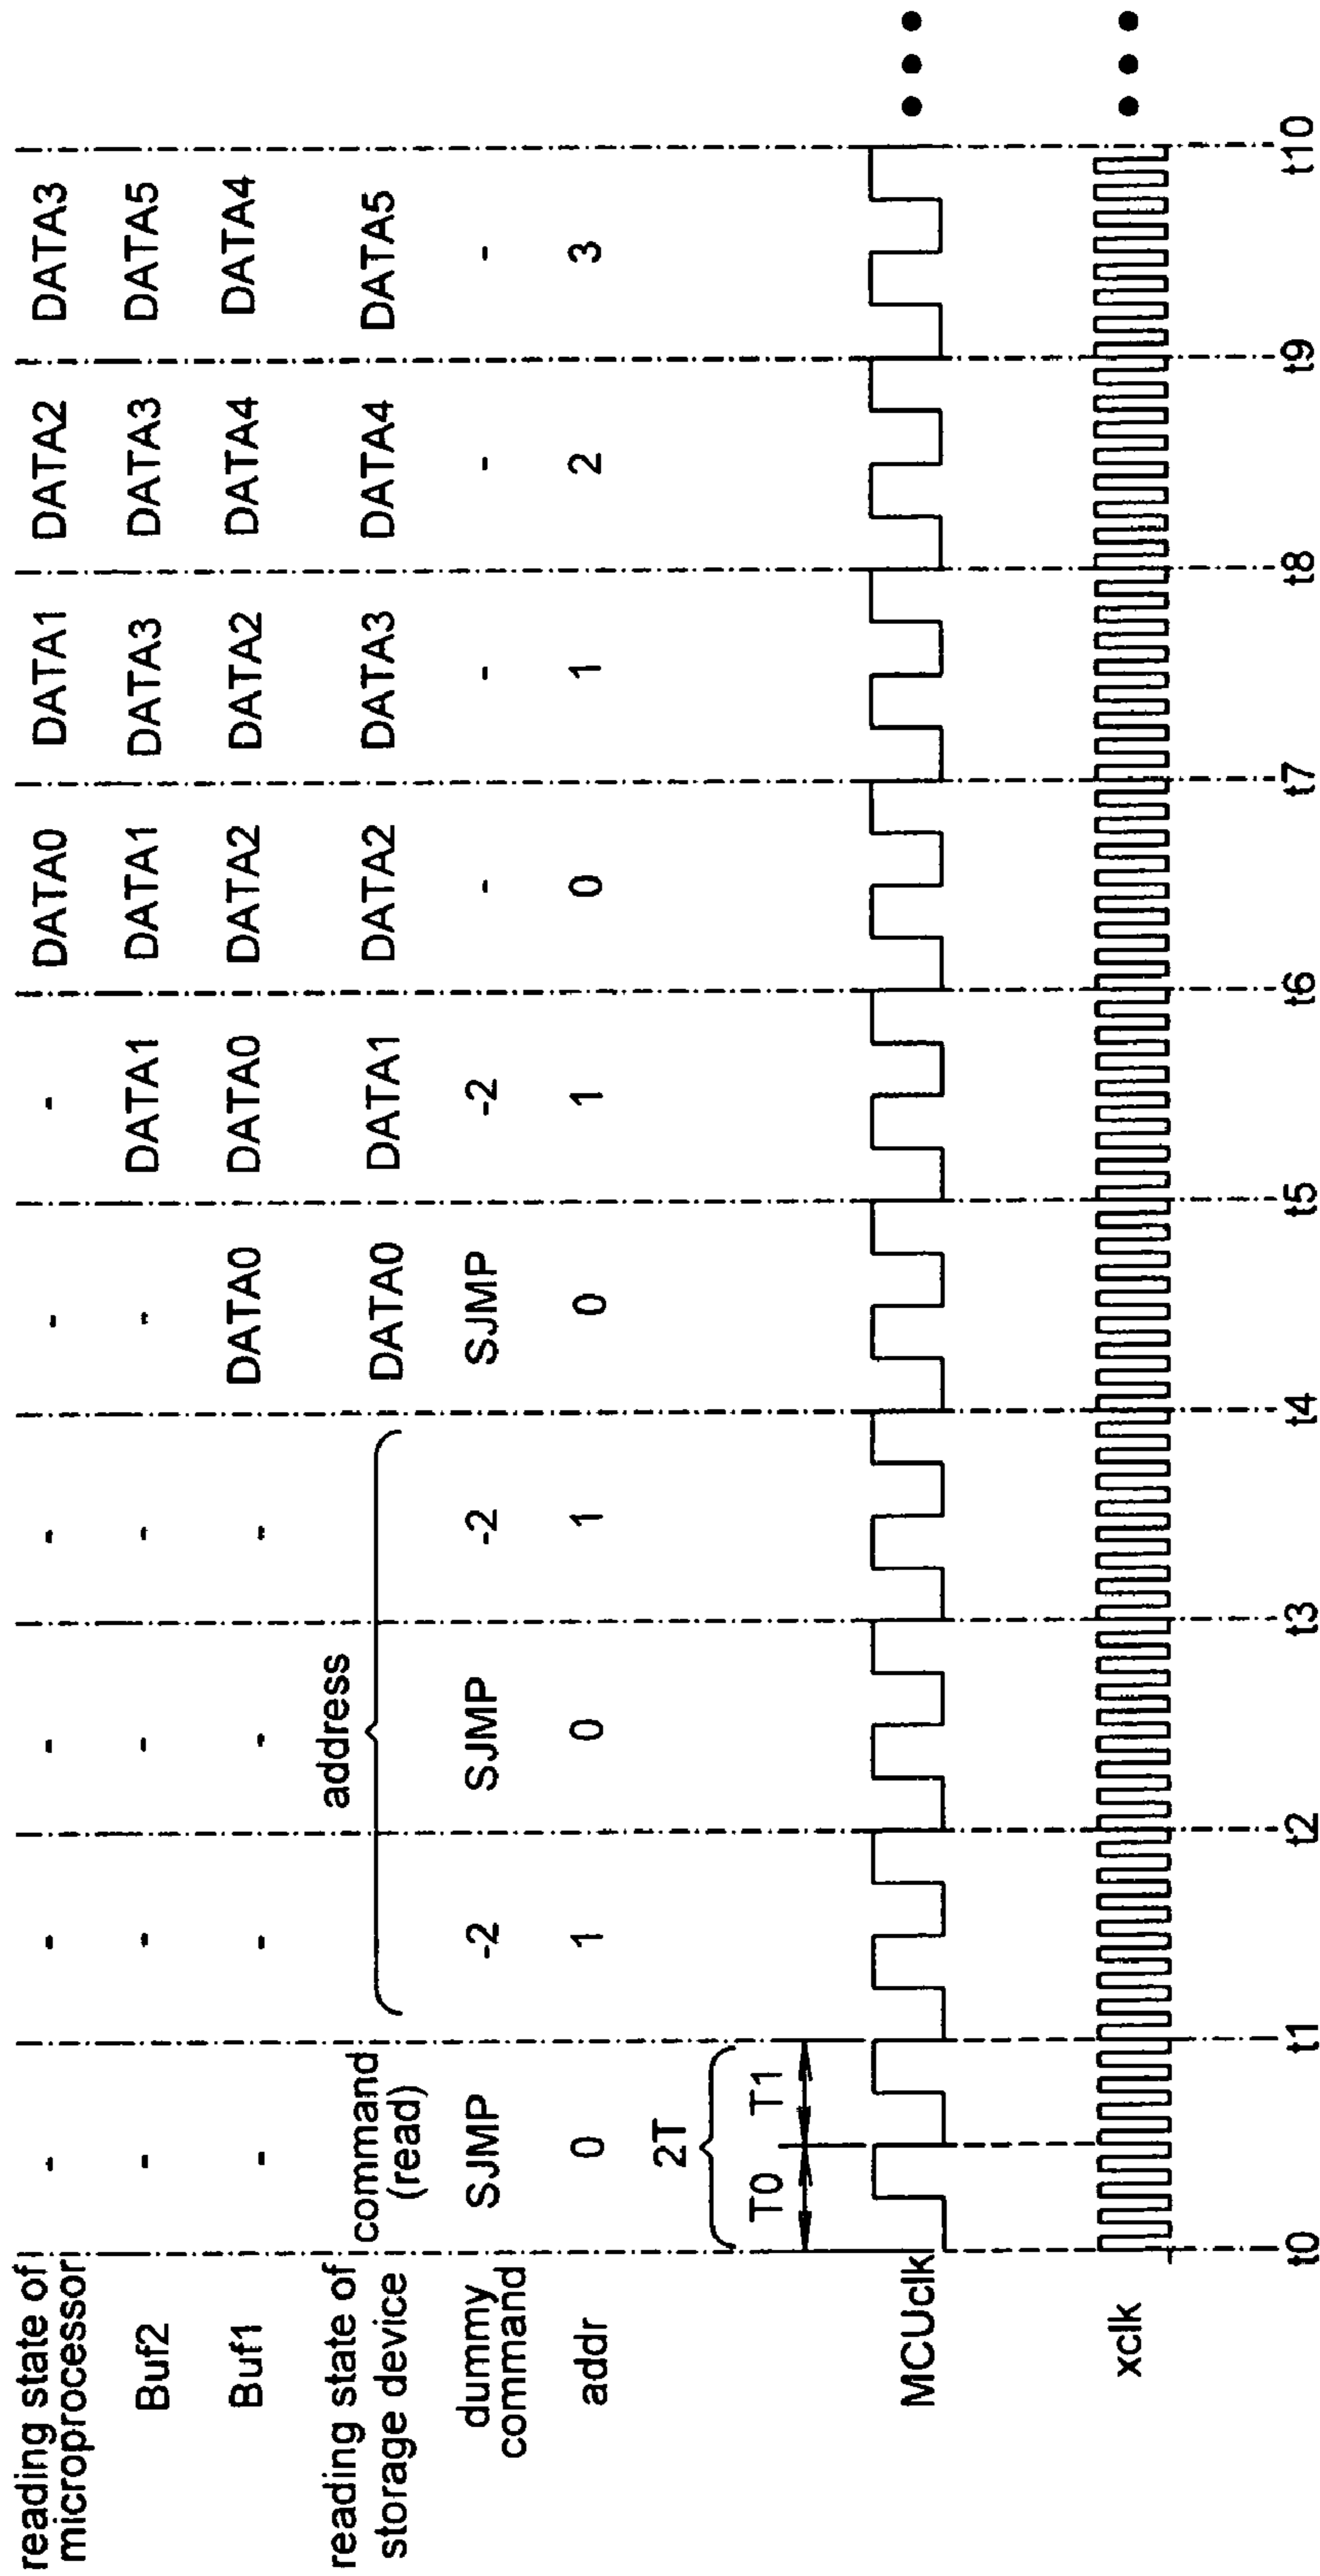 reading state of microprocessor - - - - - - DATA0 DATA1 DATA2 DATA3
Buf2 - - - - - DATA1 DATA1 DATA3 DATA3 DATA5
Buf1 - - - - DATA0 DATA0 DATA2 DATA2 DATA4 DATA4
reading state of storage device command (read) address DATA0 DATA1 DATA2 DATA3 DATA4 DATA5
dummy command SJMP -2 SJMP -2 SJMP -2 - - - -
addr 0 1 0 1 0 1 0 1 2 3
2T
T0 T1
MCUclk
xclk
t0 t1 t2 t3 t4 t5 t6 t7 t8 t9 t10